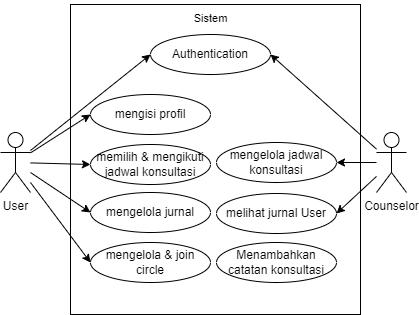 Sistem
Authentication
mengisi profil
memilih & mengikuti
jadwal konsultasi
mengelola jadwal
konsultasi
User
Counselor
mengelola jurnal
melihat jurnal User
mengelola & join
circle
Menambahkan
catatan konsultasi